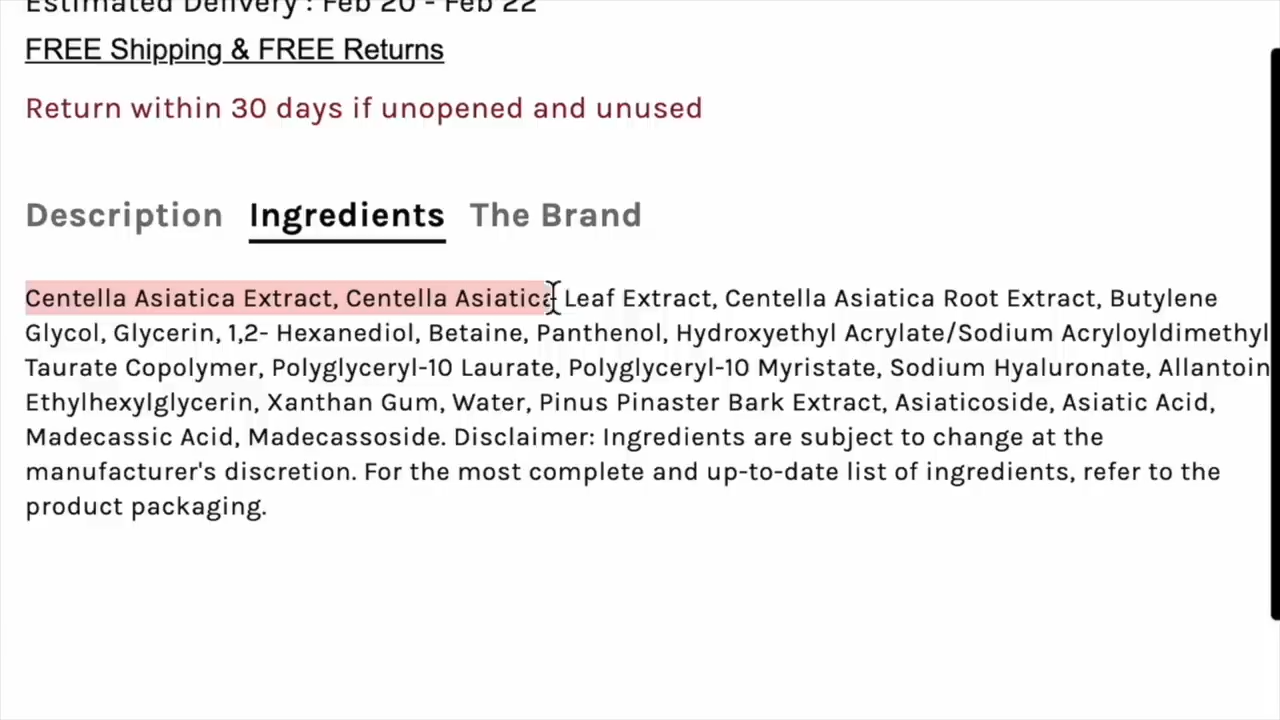 Estimated Delivery : Feb 20 - Feb 22
FREE Shipping & FREE Returns
Return within 30 days if unopened and unused
Description Ingredients The Brand
Centella Asiatica Extract, Centella Asiatica Leaf Extract, Centella Asiatica Root Extract, Butylene
Glycol, Glycerin, 1,2- Hexanediol, Betaine, Panthenol, Hydroxyethyl Acrylate/Sodium Acryloyldimethyl
Taurate Copolymer, Polyglyceryl-10 Laurate, Polyglyceryl-10 Myristate, Sodium Hyaluronate, Allantoin
Ethylhexylglycerin, Xanthan Gum, Water, Pinus Pinaster Bark Extract, Asiaticoside, Asiatic Acid,
Madecassic Acid, Madecassoside. Disclaimer: Ingredients are subject to change at the
manufacturer's discretion. For the most complete and up-to-date list of ingredients, refer to the
product packaging.